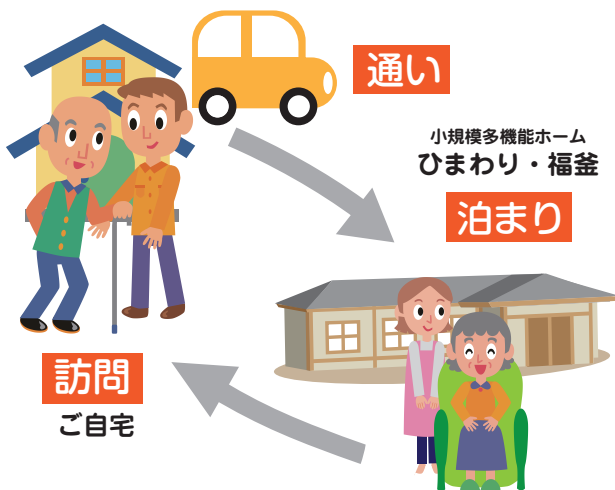 通い
小規模多機能ホーム
ひまわり・福釜
泊まり
訪問
ご自宅